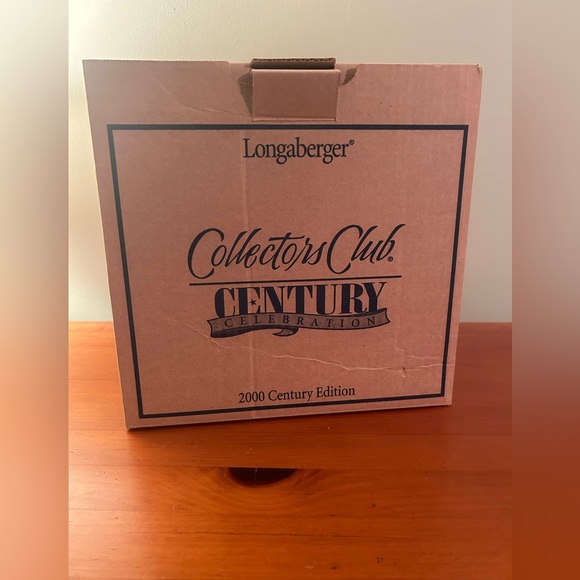 Longaberger®
Collectors Club®
CENTURY
CELEBRATION
2000 Century Edition